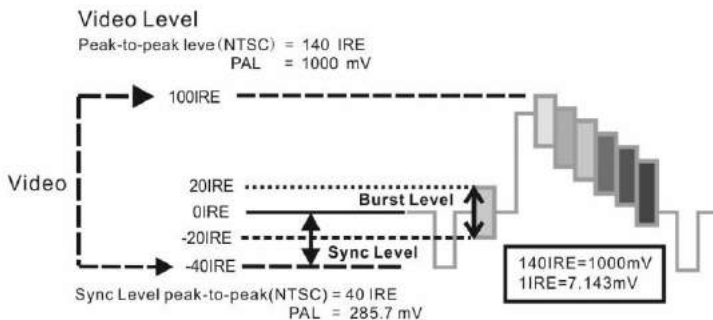 Video Level
Peak-to-peak leve(NTSC) = 140 IRE
PAL = 1000 mV
100IRE
Video
20IRE
Burst Level
0IRE
-20IRE
Sync Level
-40IRE
140IRE=1000mV
1IRE=7.143mV
Sync Level peak-to-peak(NTSC) = 40 IRE
PAL = 285.7 mV